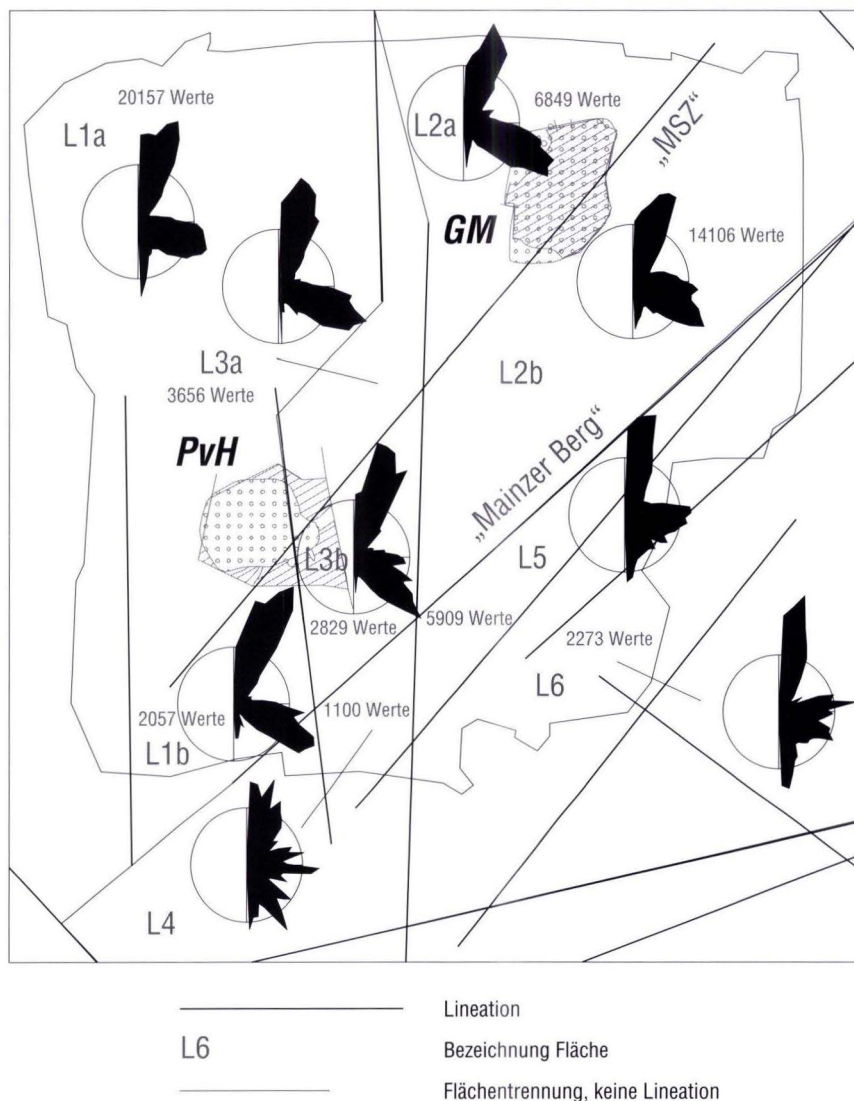 20157 Werte
L1a
L2a
6849 Werte
„MSZ“
GM
14106 Werte
L3a
3656 Werte
L2b
PvH
„Mainzer Berg“
L3b
L5
2829 Werte
5909 Werte
2273 Werte
L6
2057 Werte
1100 Werte
L1b
L4
Lineation
L6
Bezeichnung Fläche
Flächentrennung, keine Lineation